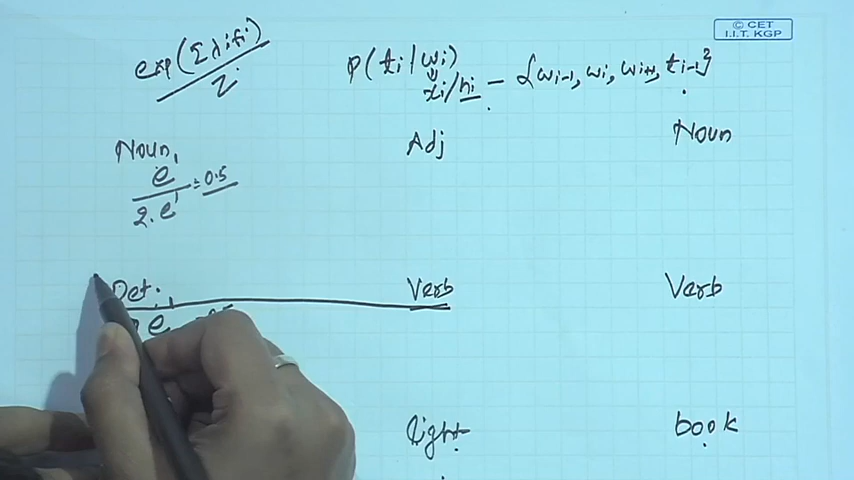 © CET
I.I.T. KGP
exp(Σλifi)
Z
P(ti|wi)
xi/hi - {wi-1, wi, wi+1, ti-1}
Noun, Adj Noun
e
2.e¹ = 0.5
Det. Verb Verb
e
light book